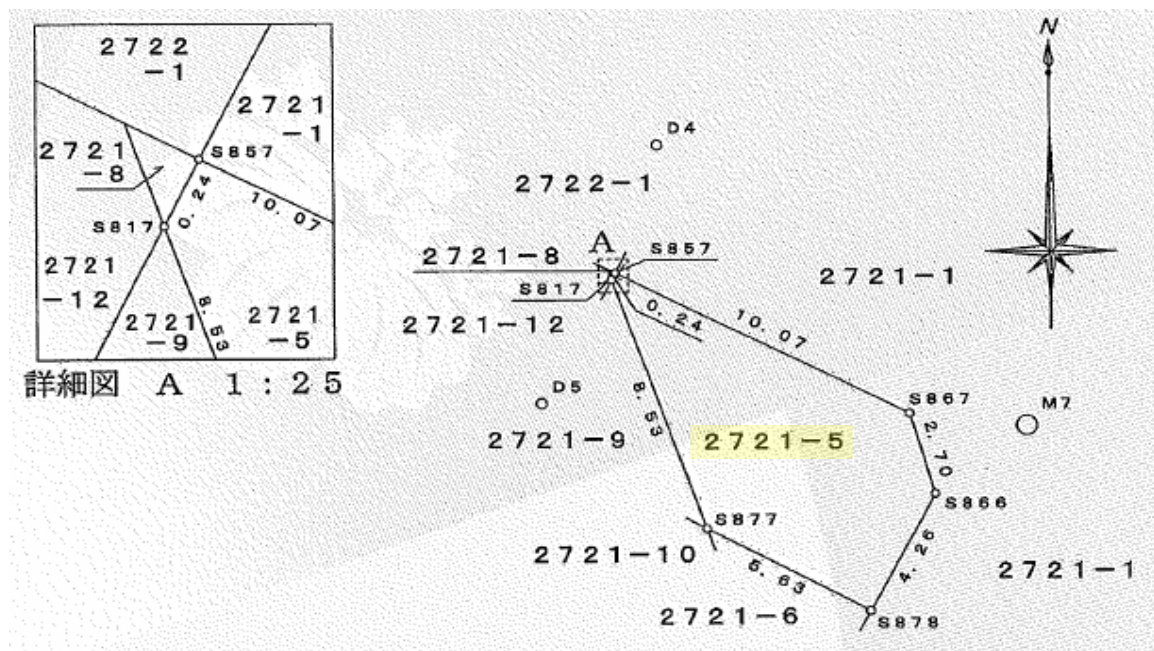 2722
-1
2721
-1
2721
-8
S857
0.24
10.07
S817
2721
-12
2721
-9
8.53
2721
-5
詳細図 A 1:25
N
D4
2722-1
A
S857
2721-8
2721-1
S817
0.24
10.07
2721-12
D5
8.53
S867
M7
2721-9
2721-5
2.70
S866
S877
2721-10
5.63
4.26
2721-1
2721-6
S878